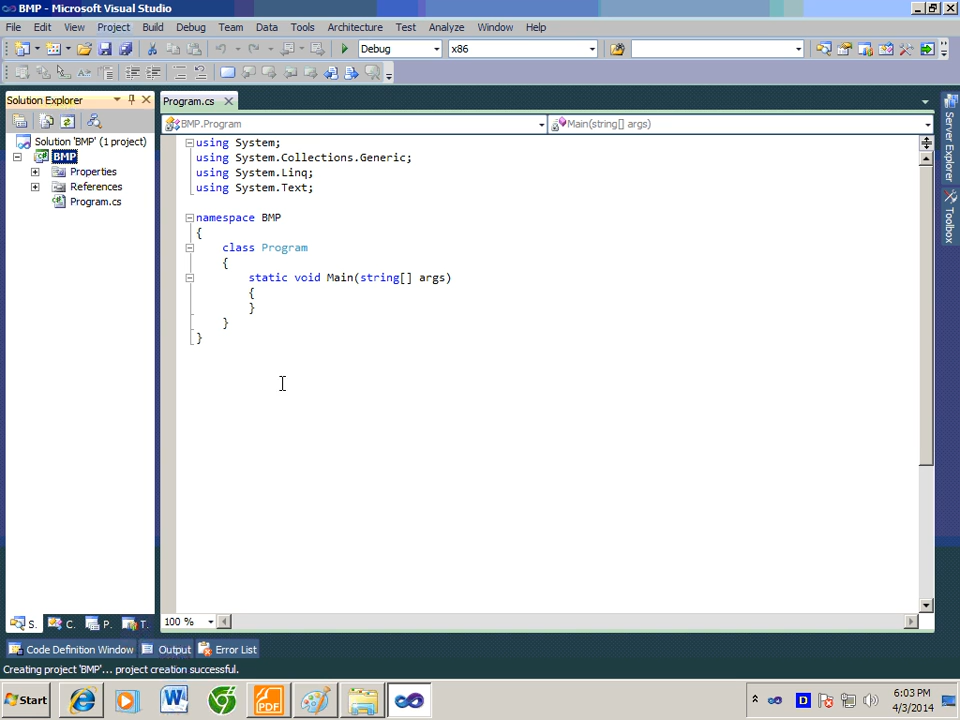 BMP - Microsoft Visual Studio
File Edit View Project Build Debug Team Data Tools Architecture Test Analyze Window Help
Debug x86
Solution Explorer
Program.cs
BMP.Program
Main(string[] args)
Solution 'BMP' (1 project)
BMP
Properties
References
Program.cs
using System;
using System.Collections.Generic;
using System.Linq;
using System.Text;
namespace BMP
{
class Program
{
static void Main(string[] args)
{
}
}
}
Server Explorer
Toolbox
S. C. P. T.
100 %
Code Definition Window Output Error List
Creating project 'BMP'... project creation successful.
Start
PDF
D
6:03 PM
4/3/2014